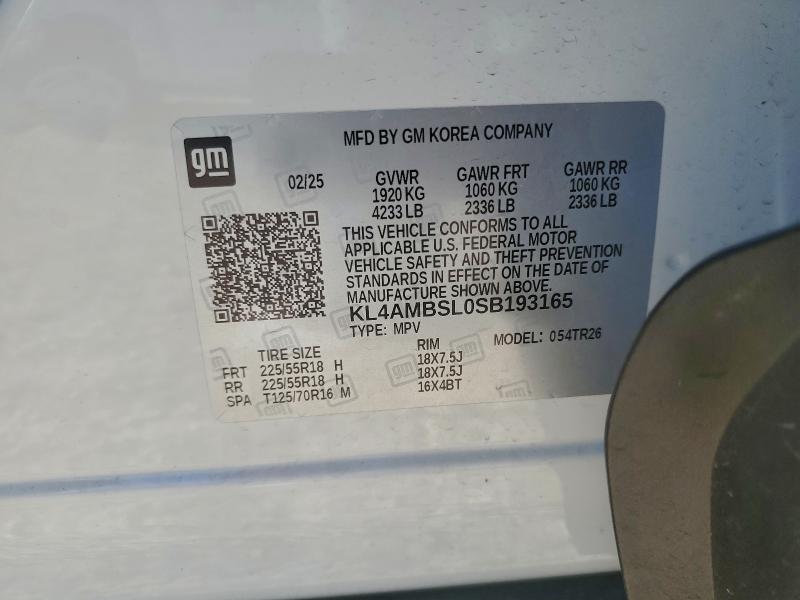 MFD BY GM KOREA COMPANY
gm
02/25 GVWR GAWR FRT GAWR RR
1920 KG 1060 KG 1060 KG
4233 LB 2336 LB 2336 LB
THIS VEHICLE CONFORMS TO ALL
APPLICABLE U.S. FEDERAL MOTOR
VEHICLE SAFETY AND THEFT PREVENTION
STANDARDS IN EFFECT ON THE DATE OF
MANUFACTURE SHOWN ABOVE.
KL4AMBSL0SB193165
TYPE: MPV MODEL: 054TR26
TIRE SIZE RIM
FRT 225/55R18 H 18X7.5J
RR 225/55R18 H 18X7.5J
SPA T125/70R16 M 16X4BT